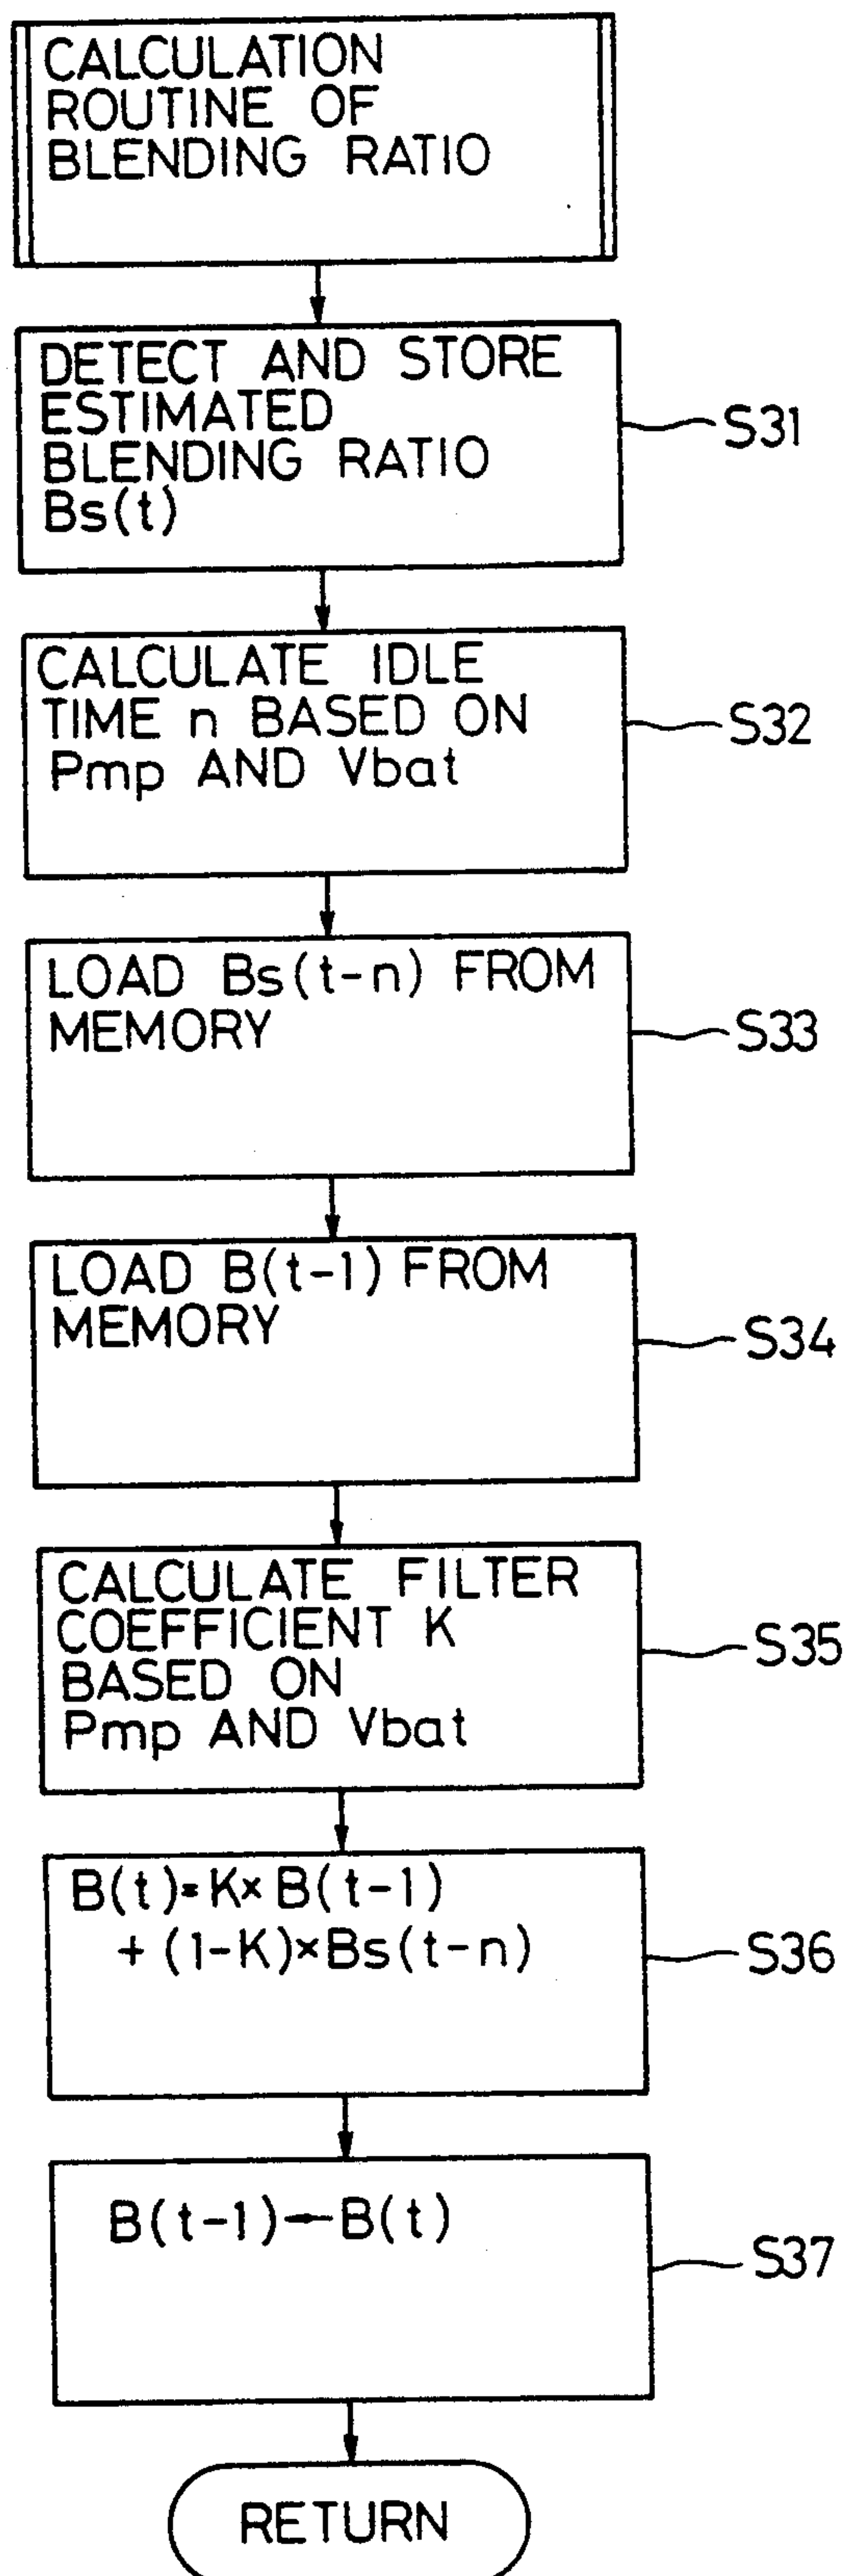 CALCULATION
ROUTINE OF
BLENDING RATIO
DETECT AND STORE
ESTIMATED
BLENDING RATIO
Bs(t)
S31
CALCULATE IDLE
TIME n BASED ON
Pmp AND Vbat
S32
LOAD Bs(t-n) FROM
MEMORY
S33
LOAD B(t-1) FROM
MEMORY
S34
CALCULATE FILTER
COEFFICIENT K
BASED ON
Pmp AND Vbat
S35
B(t)=K×B(t-1)
+(1-K)×Bs(t-n)
S36
B(t-1)←B(t)
S37
RETURN